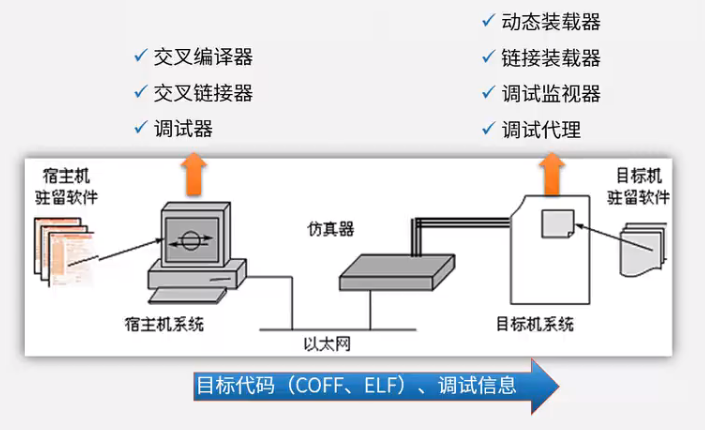 ✓ 交叉编译器
✓ 交叉链接器
✓ 调试器
✓ 动态装载器
✓ 链接装载器
✓ 调试监视器
✓ 调试代理
宿主机
驻留软件
仿真器
目标机
驻留软件
宿主机系统
以太网
目标机系统
目标代码（COFF、ELF）、调试信息